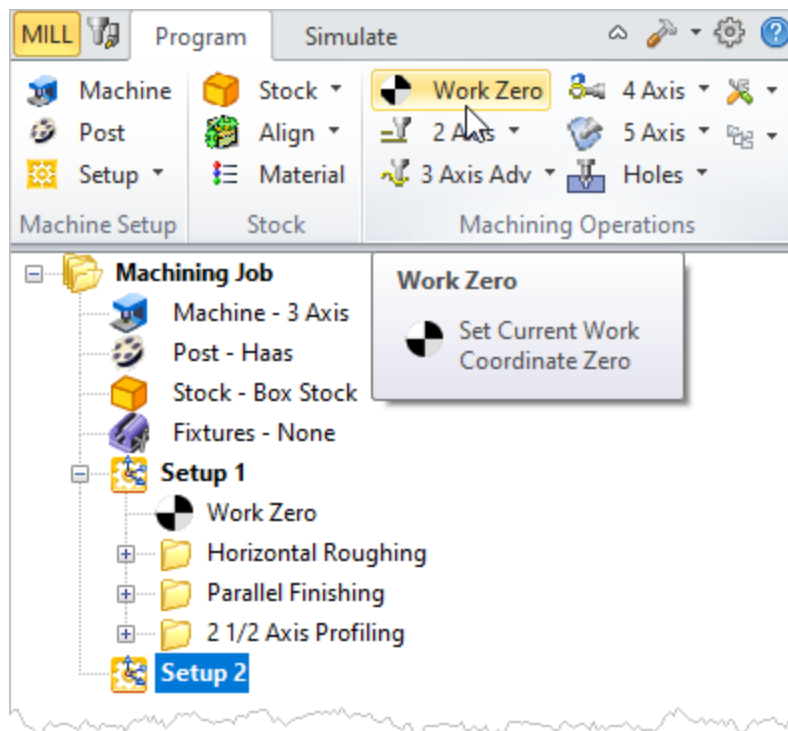 MILL Program Simulate
Machine Stock Work Zero 4 Axis
Post Align 2 Axis 5 Axis
Setup Material 3 Axis Adv Holes
Machine Setup Stock Machining Operations
Machining Job
Work Zero
Set Current Work
Coordinate Zero
Machine - 3 Axis
Post - Haas
Stock - Box Stock
Fixtures - None
Setup 1
Work Zero
Horizontal Roughing
Parallel Finishing
2 1/2 Axis Profiling
Setup 2